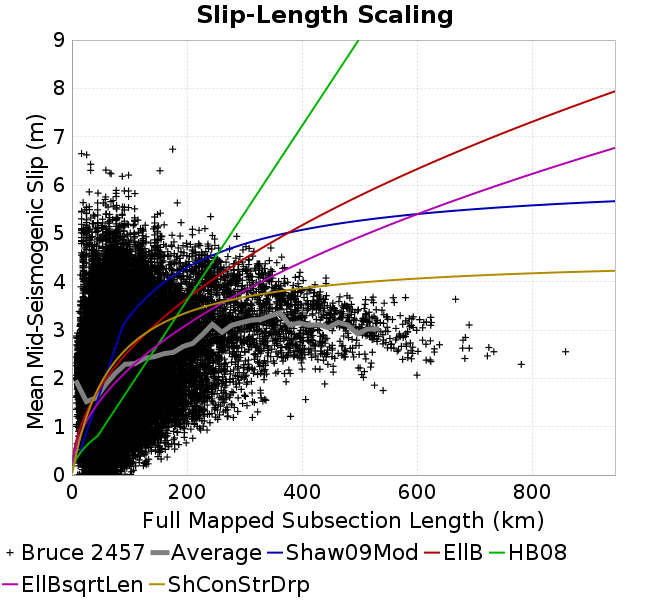 Slip-Length Scaling
Mean Mid-Seismogenic Slip (m)
9
8
7
6
5
4
3
2
1
0
0 200 400 600 800
Full Mapped Subsection Length (km)
Bruce 2457 Average Shaw09Mod EllB HB08
EllBsqrtLen ShConStrDrp